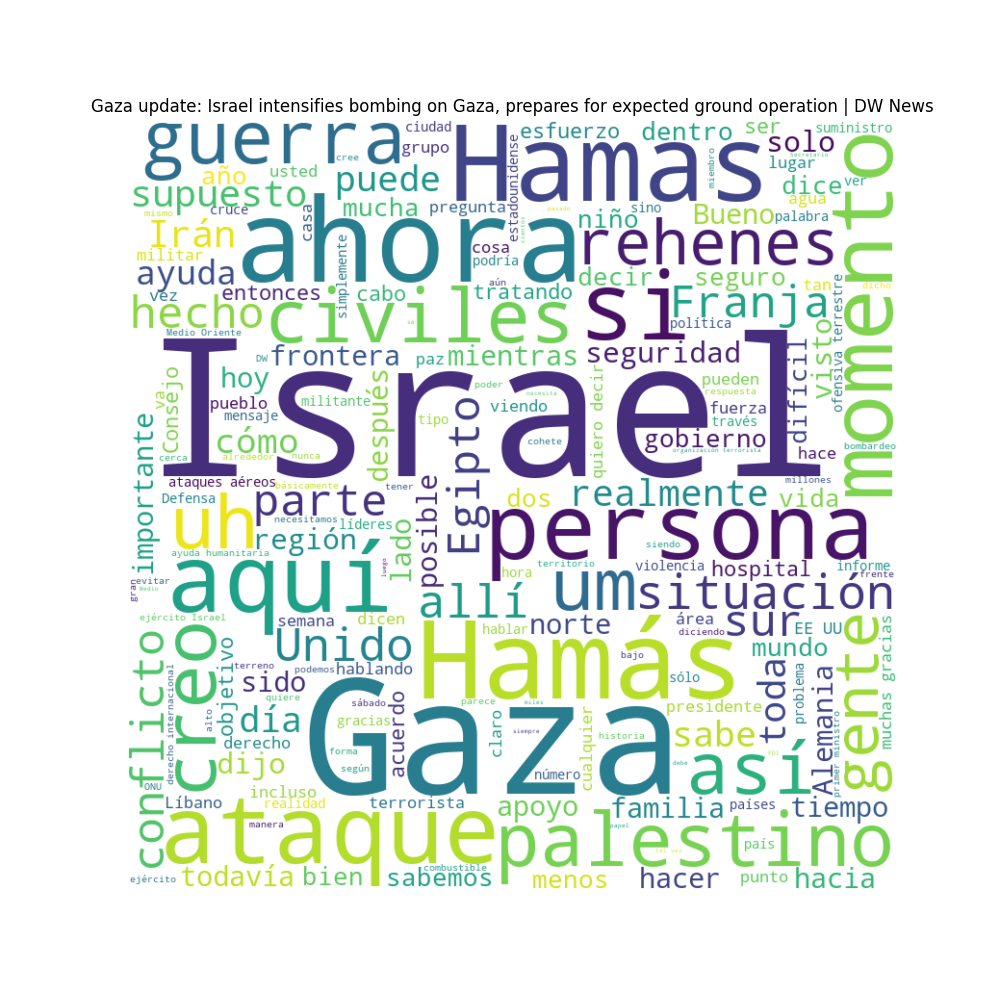 Gaza update: Israel intensifies bombing on Gaza, prepares for expected ground operation | DW News
guerra
ciudad
grupo
cree
Hamas
estadounidense
esfuerzo
dentro
ser
solo
suministro
Secretario
miembro
lugar
ver
momento
año
usted
supuesto
puede
dice
agua
mismo
cruce
casa
mucha
pregunta
pasado
niño
sino
Bueno
palabra
Irán
ahora
cosa
podría
rehenes
militar
ayuda
simplemente
aún
decir
seguro
tan
dicho
vez
entonces
cabo
tratando
si
Franja
hecho
civiles
política
visto
ofensiva terrestre
Medio Oriente
DW
frontera
paz
mientras
seguridad
difícil
Consejo
va
hoy
después
poder
necesita
quiero decir
pueden
respuesta
Israel
pueblo
mensaje
militante
tipo
viendo
fuerza
través
importante
cómo
cohete
gobierno
organización terrorista
hace
bombardeo
cerca
alrededor
nunca
Egipto
ataques aéreos
básicamente
tener
millones
Defensa
parte
posible
dos
realmente
vida
uh
necesitamos
líderes
lado
persona
región
ayuda humanitaria
siendo
hora
territorio
violencia
hospital
informe
frente
gran
evitar
Medio
aquí
luego
allí
um
situación
ejército Israel
semana
dicen
hablar
norte
área
diciendo
sur
EE UU
conflicto
creo
objetivo
Unido
Hamás
bajo
mundo
gente
muchas gracias
derecho internacional
terreno
podemos
hablando
sido
quiere
sólo
toda
problema
Alemania
primer ministro
alto
día
sábado
gracias
acuerdo
Gaza
parece
miles
claro
siempre
cualquier
presidente
historia
sabe
derecho
forma
dijo
según
número
debe
así
ONU
incluso
Líbano
realidad
terrorista
apoyo
familia
países
tiempo
manera
ataque
palestino
papel
tal vez
país
ejército
todavía
bien
combustible
sabemos
menos
hacer
punto
hacia